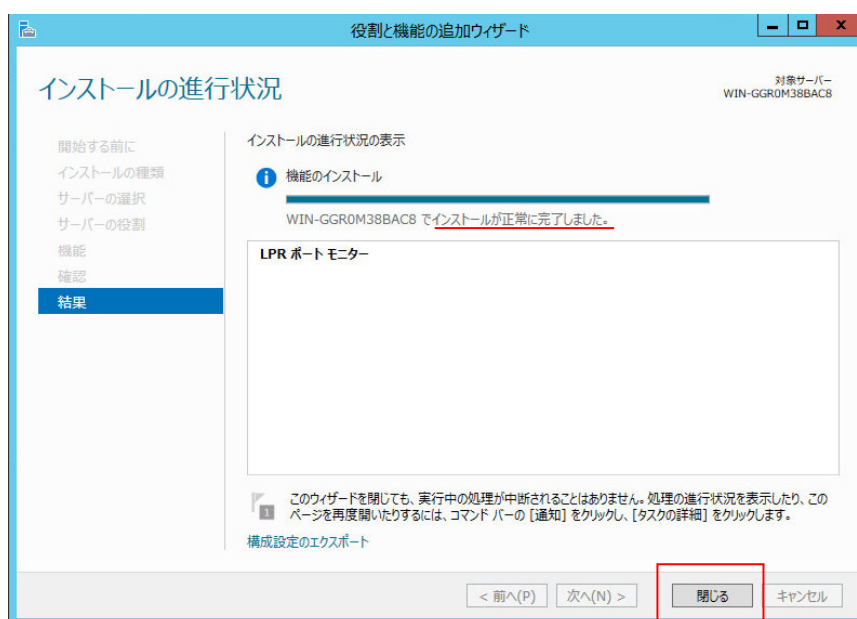 役割と機能の追加ウィザード
インストールの進行状況
対象サーバー
WIN-GGR0M38BAC8
開始する前に
インストールの種類
サーバーの選択
サーバーの役割
機能
確認
結果
インストールの進行状況の表示
機能のインストール
WIN-GGR0M38BAC8 でインストールが正常に完了しました。
LPR ポート モニター
1
このウィザードを閉じても、実行中の処理が中断されることはありません。処理の進行状況を表示したり、この
ページを再度開いたりするには、コマンド バーの [通知] をクリックし、[タスクの詳細] をクリックします。
構成設定のエクスポート
< 前へ(P) 次へ(N) > 閉じる キャンセル